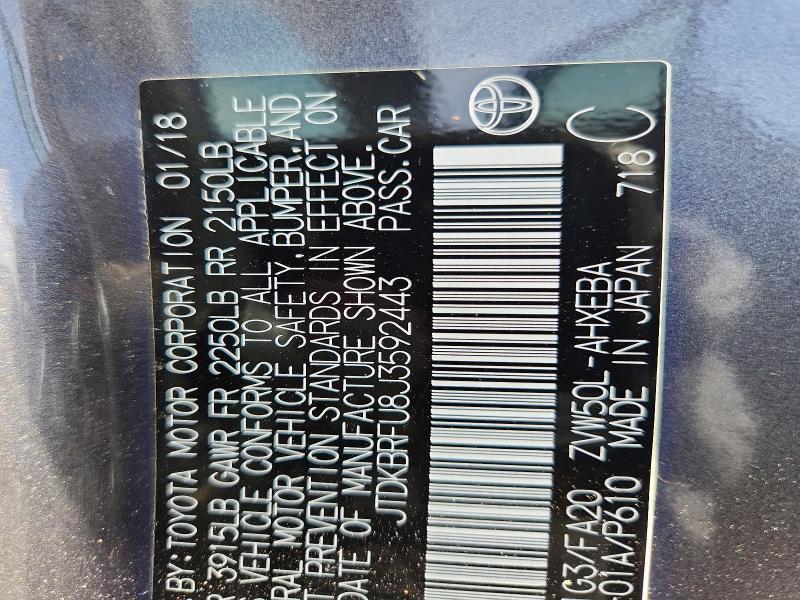 BY: TOYOTA MOTOR CORPORATION 01/18
3915LB GAWR FR 2250LB RR 2150LB
VEHICLE CONFORMS TO ALL APPLICABLE
MOTOR VEHICLE SAFETY, BUMPER, AND
PREVENTION STANDARDS IN EFFECT ON
DATE OF MANUFACTURE SHOWN ABOVE.
JTDKBRFU8J3592443 PASS.CAR
G3/FA20 ZVW50L-AHXEBA C
01A/P610 MADE IN JAPAN 718